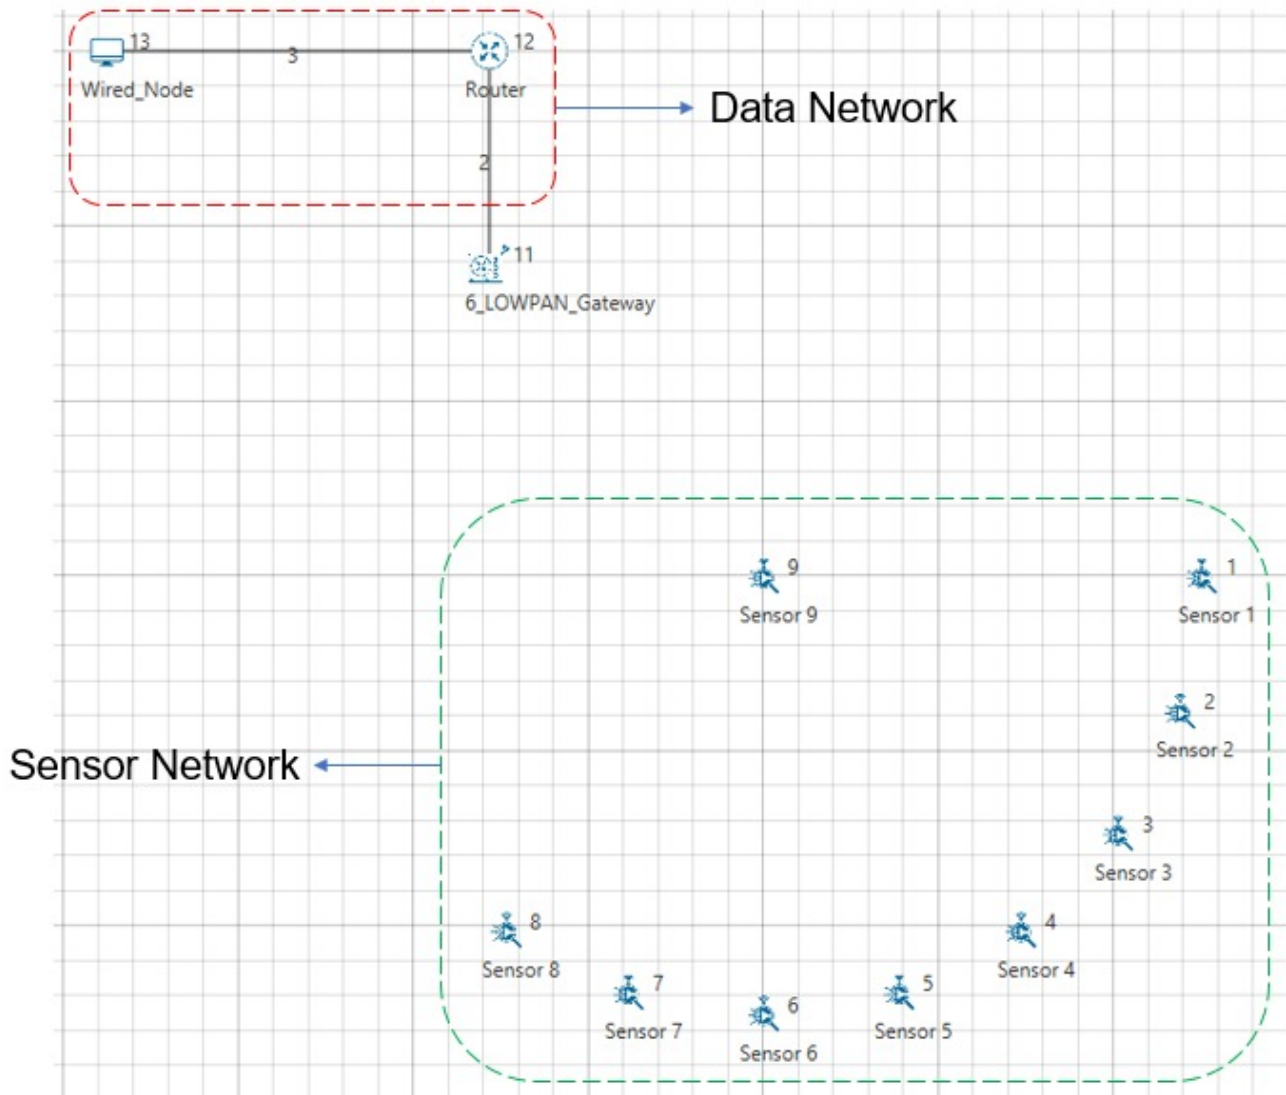 13
3
12
Wired_Node
Router
Data Network
2
11
6_LOWPAN_Gateway
9
1
Sensor 9
Sensor 1
2
Sensor 2
Sensor Network
3
Sensor 3
8
4
Sensor 8
Sensor 4
7
5
6
Sensor 7
Sensor 5
Sensor 6